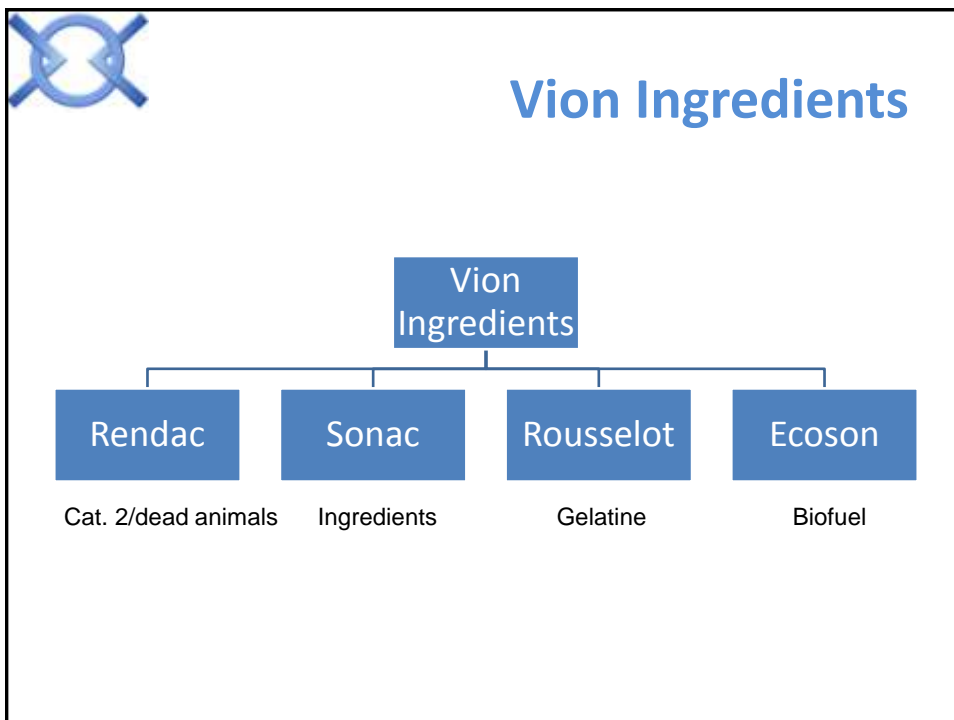 Vion Ingredients
Vion
Ingredients
Rendac Sonac Rousselot Ecoson
Cat. 2/dead animals Ingredients Gelatine Biofuel